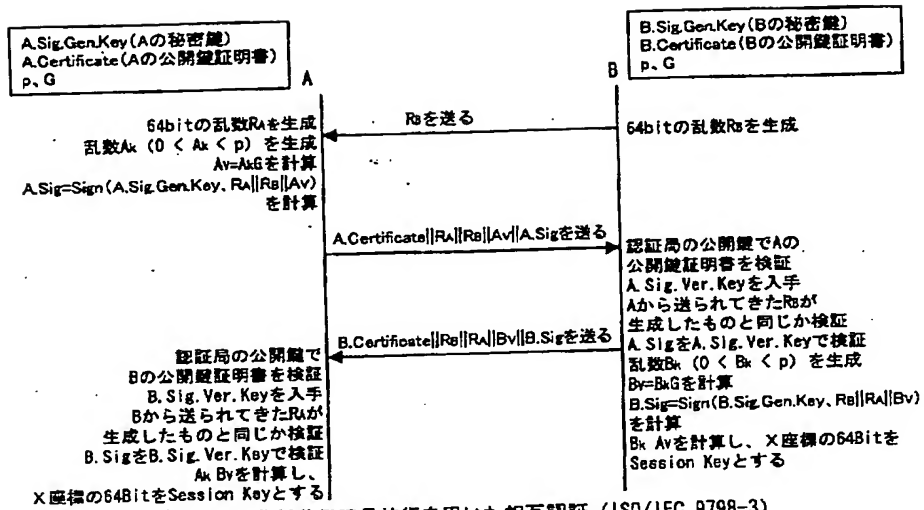 A.Sig.Gen.Key(Aの秘密鍵)
A.Certificate(Aの公開鍵証明書)
p、G
B.Sig.Gen.Key(Bの秘密鍵)
B.Certificate(Bの公開鍵証明書)
p、G
A
B
64bitの乱数RAを生成
乱数Ak (0 < Ak < p) を生成
Av=AkGを計算
A.Sig=Sign(A.Sig.Gen.Key、RA||RB||Av)
を計算
RBを送る
64bitの乱数RBを生成
A.Certificate||RA||RB||Av||A.Sigを送る
認証局の公開鍵でAの
公開鍵証明書を検証
A.Sig.Ver.Keyを入手
Aから送られてきたRBが
生成したものと同じか検証
A.SigをA.Sig.Ver.Keyで検証
乱数Bk (0 < Bk < p) を生成
Bv=BkGを計算
B.Sig=Sign(B.Sig.Gen.Key、RB||RA||Bv)
を計算
Bk Avを計算し、X座標の64Bitを
Session Keyとする
B.Certificate||RB||RA||Bv||B.Sigを送る
認証局の公開鍵で
Bの公開鍵証明書を検証
B.Sig.Ver.Keyを入手
Bから送られてきたRAが
生成したものと同じか検証
B.SigをB.Sig.Ver.Keyで検証
Ak Bvを計算し、
X座標の64BitをSession Keyとする
を用いた相互認証 (ISO/IEC 9798-3)